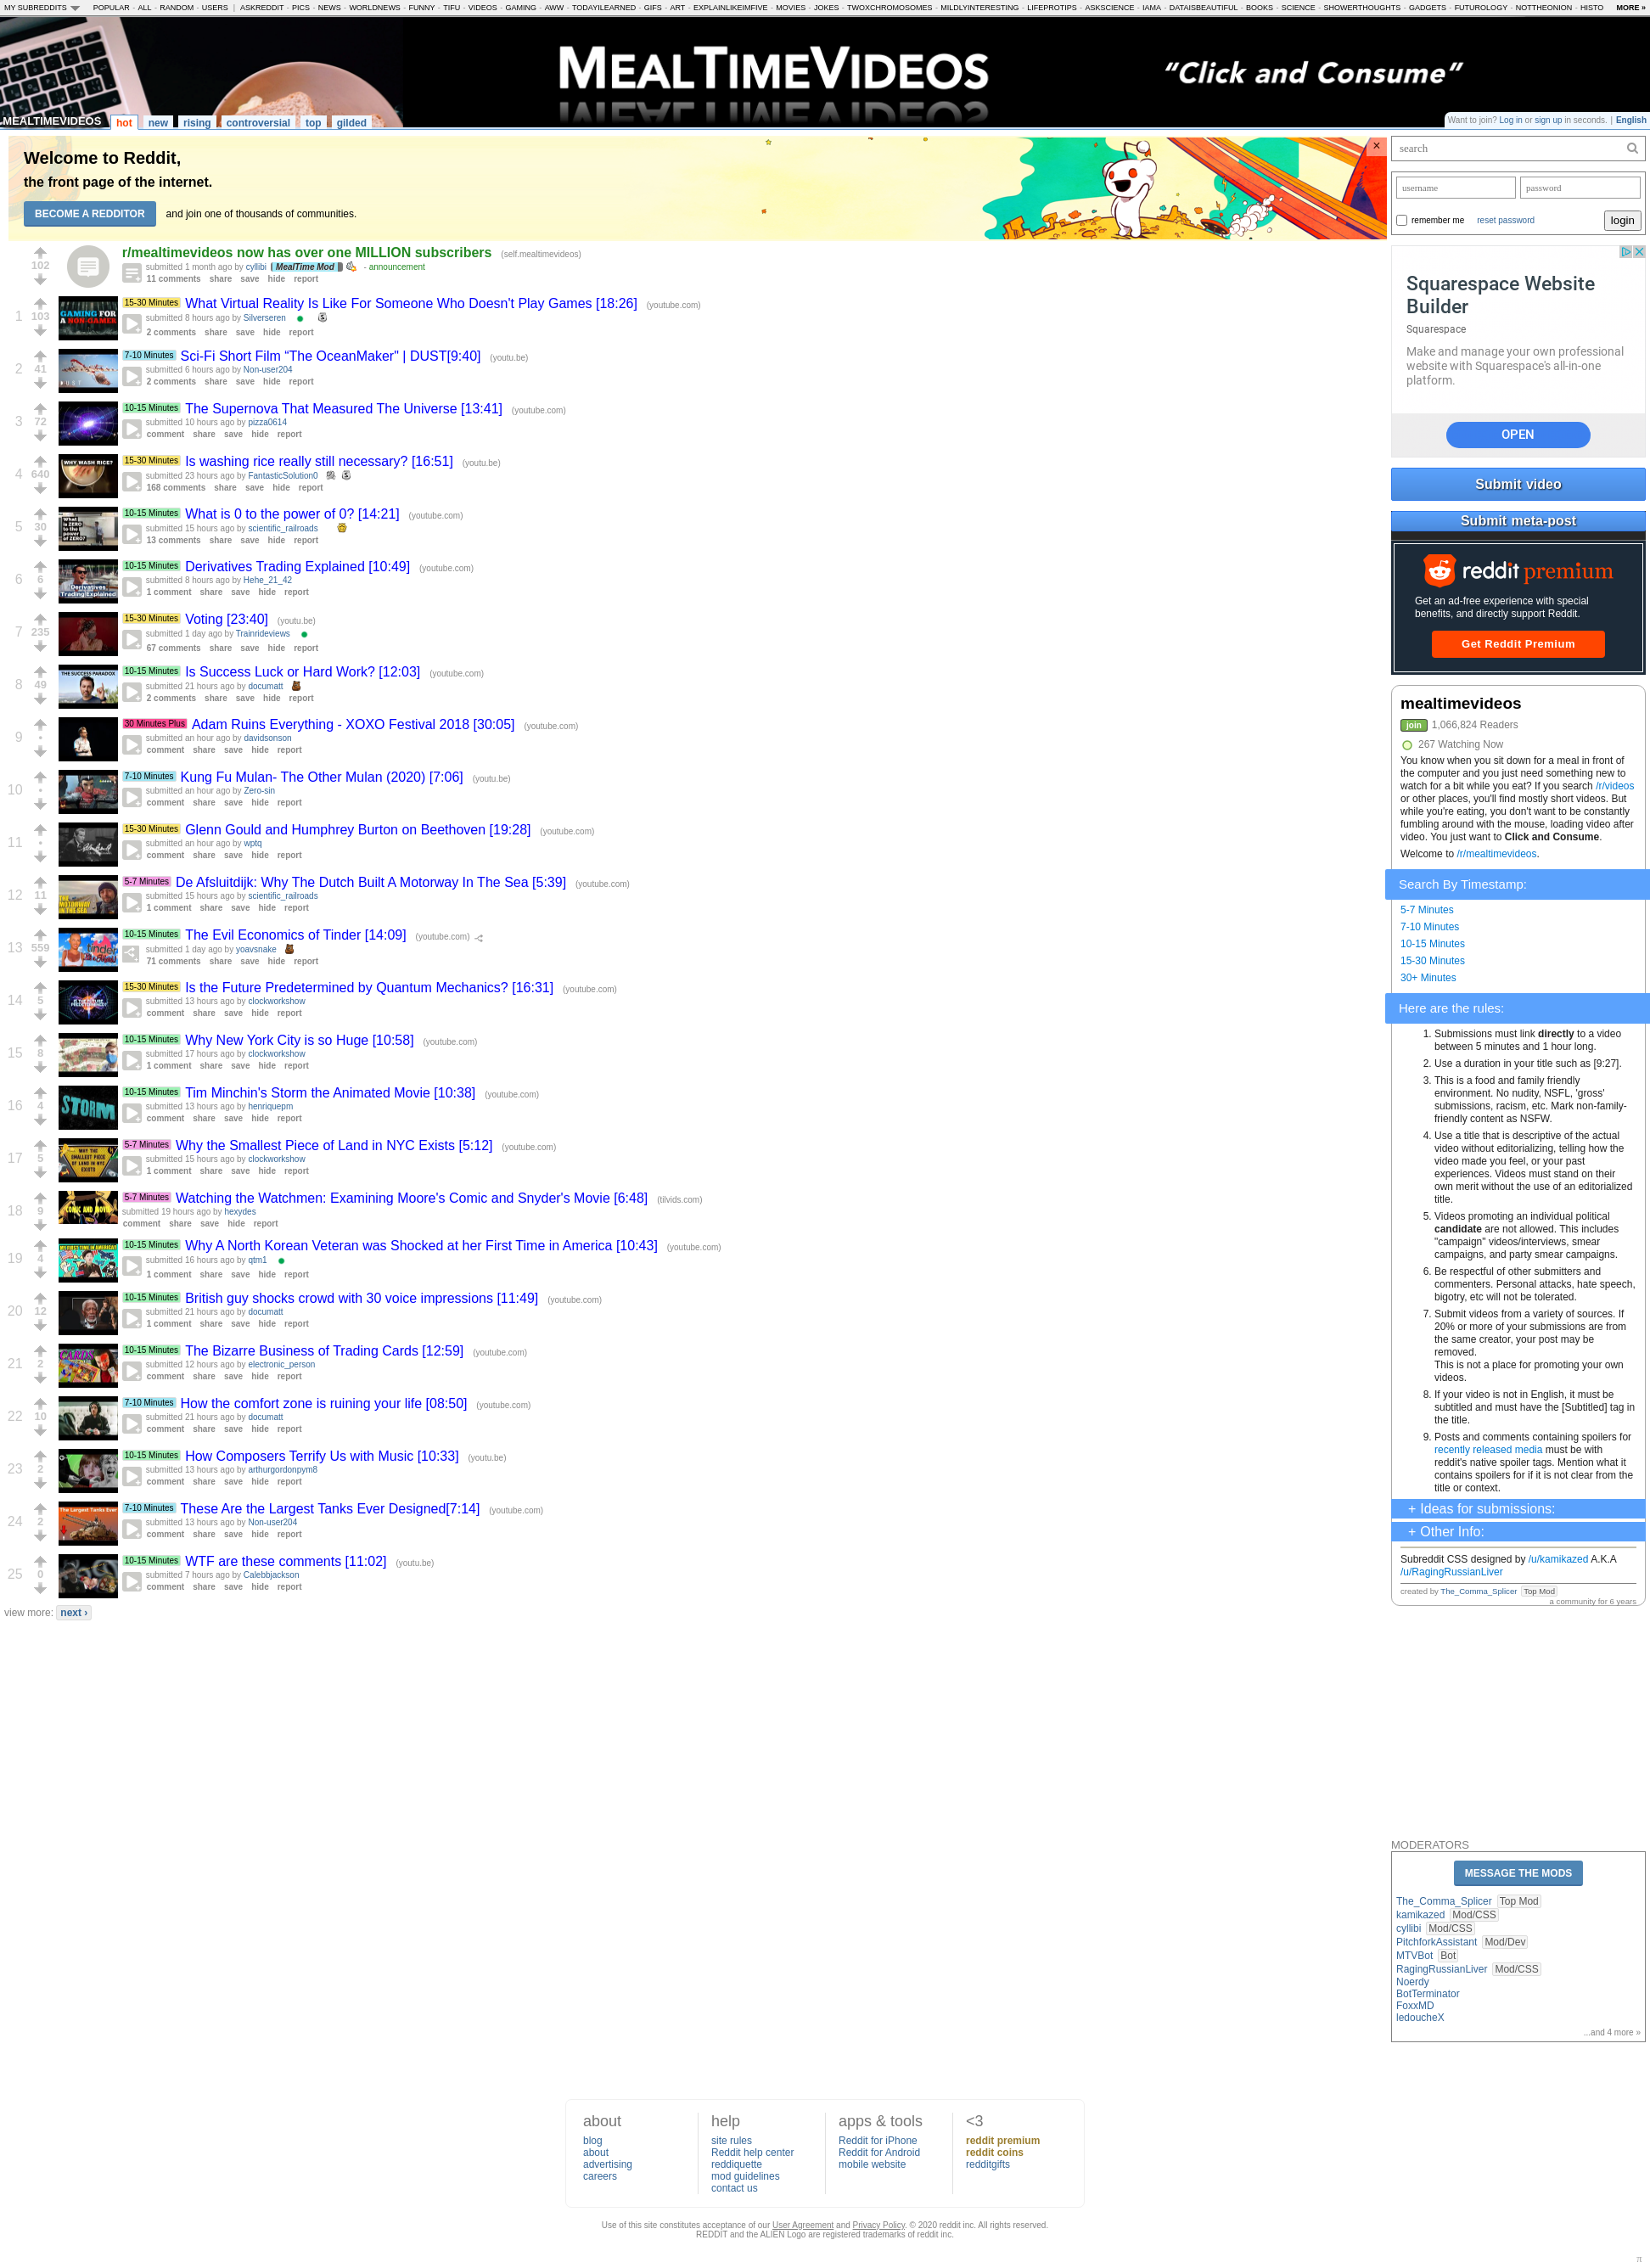 MY SUBREDDITS POPULAR - ALL - RANDOM - USERS | ASKREDDIT - PICS - NEWS - WORLDNEWS - FUNNY - TIFU - VIDEOS - GAMING - AWW - TODAYILEARNED - GIFS - ART - EXPLAINLIKEIMFIVE - MOVIES - JOKES - TWOXCHROMOSOMES - MILDLYINTERESTING - LIFEPROTIPS - ASKSCIENCE - IAMA - DATAISBEAUTIFUL - BOOKS - SCIENCE - SHOWERTHOUGHTS - GADGETS - FUTUROLOGY - NOTTHEONION - HISTO MORE »
MEALTIMEVIDEOS
"Click and Consume"
MEALTIMEVIDEOS hot new rising controversial top gilded
Want to join? Log in or sign up in seconds. | English
Welcome to Reddit,
the front page of the internet.
BECOME A REDDITOR and join one of thousands of communities.
×
102
r/mealtimevideos now has over one MILLION subscribers (self.mealtimevideos)
submitted 1 month ago by cyllibi MealTime Mod - announcement
11 comments share save hide report
1 103
GAMING FOR A NON-GAMER
15-30 Minutes What Virtual Reality Is Like For Someone Who Doesn't Play Games [18:26] (youtube.com)
submitted 8 hours ago by Silverseren
2 comments share save hide report
2 41
DUST
7-10 Minutes Sci-Fi Short Film “The OceanMaker" | DUST[9:40] (youtu.be)
submitted 6 hours ago by Non-user204
2 comments share save hide report
3 72
10-15 Minutes The Supernova That Measured The Universe [13:41] (youtube.com)
submitted 10 hours ago by pizza0614
comment share save hide report
4 640
WHY WASH RICE?
15-30 Minutes Is washing rice really still necessary? [16:51] (youtu.be)
submitted 23 hours ago by FantasticSolution0
168 comments share save hide report
5 30
What is ZERO to the power of ZERO?
10-15 Minutes What is 0 to the power of 0? [14:21] (youtube.com)
submitted 15 hours ago by scientific_railroads
13 comments share save hide report
6 6
Derivatives Trading Explained
10-15 Minutes Derivatives Trading Explained [10:49] (youtube.com)
submitted 8 hours ago by Hehe_21_42
1 comment share save hide report
7 235
15-30 Minutes Voting [23:40] (youtu.be)
submitted 1 day ago by Trainrideviews
67 comments share save hide report
8 49
THE SUCCESS PARADOX
10-15 Minutes Is Success Luck or Hard Work? [12:03] (youtube.com)
submitted 21 hours ago by documatt
2 comments share save hide report
9 •
30 Minutes Plus Adam Ruins Everything - XOXO Festival 2018 [30:05] (youtube.com)
submitted an hour ago by davidsonson
comment share save hide report
10 •
7-10 Minutes Kung Fu Mulan- The Other Mulan (2020) [7:06] (youtu.be)
submitted an hour ago by Zero-sin
comment share save hide report
11 •
15-30 Minutes Glenn Gould and Humphrey Burton on Beethoven [19:28] (youtube.com)
submitted an hour ago by wptq
comment share save hide report
12 11
THE MOTORWAY IN THE SEA
5-7 Minutes De Afsluitdijk: Why The Dutch Built A Motorway In The Sea [5:39] (youtube.com)
submitted 15 hours ago by scientific_railroads
1 comment share save hide report
13 559
tinder
10-15 Minutes The Evil Economics of Tinder [14:09] (youtube.com)
submitted 1 day ago by yoavsnake
71 comments share save hide report
14 5
IS THE FUTURE PREDETERMINED?
15-30 Minutes Is the Future Predetermined by Quantum Mechanics? [16:31] (youtube.com)
submitted 13 hours ago by clockworkshow
comment share save hide report
15 8
10-15 Minutes Why New York City is so Huge [10:58] (youtube.com)
submitted 17 hours ago by clockworkshow
1 comment share save hide report
16 4
STORM
10-15 Minutes Tim Minchin's Storm the Animated Movie [10:38] (youtube.com)
submitted 13 hours ago by henriquepm
comment share save hide report
17 5
WHY THE SMALLEST PIECE OF LAND IN NYC EXISTS
5-7 Minutes Why the Smallest Piece of Land in NYC Exists [5:12] (youtube.com)
submitted 15 hours ago by clockworkshow
1 comment share save hide report
18 9
COMIC AND MOVIE
5-7 Minutes Watching the Watchmen: Examining Moore's Comic and Snyder's Movie [6:48] (tilvids.com)
submitted 19 hours ago by hexydes
comment share save hide report
19 4
MY FIRST TIME IN AMERICA!
10-15 Minutes Why A North Korean Veteran was Shocked at her First Time in America [10:43] (youtube.com)
submitted 16 hours ago by qtm1
1 comment share save hide report
20 12
10-15 Minutes British guy shocks crowd with 30 voice impressions [11:49] (youtube.com)
submitted 21 hours ago by documatt
1 comment share save hide report
21 2
CARDS
10-15 Minutes The Bizarre Business of Trading Cards [12:59] (youtube.com)
submitted 12 hours ago by electronic_person
comment share save hide report
22 10
7-10 Minutes How the comfort zone is ruining your life [08:50] (youtube.com)
submitted 21 hours ago by documatt
comment share save hide report
23 2
10-15 Minutes How Composers Terrify Us with Music [10:33] (youtu.be)
submitted 13 hours ago by arthurgordonpym8
comment share save hide report
24 2
The Largest Tanks Ever
7-10 Minutes These Are the Largest Tanks Ever Designed[7:14] (youtube.com)
submitted 13 hours ago by Non-user204
comment share save hide report
25 0
10-15 Minutes WTF are these comments [11:02] (youtu.be)
submitted 7 hours ago by Calebbjackson
comment share save hide report
view more: next ›
search
username password
remember me reset password login
Squarespace Website
Builder
Squarespace
Make and manage your own professional
website with Squarespace's all-in-one
platform.
OPEN
Submit video
Submit meta-post
reddit premium
Get an ad-free experience with special
benefits, and directly support Reddit.
Get Reddit Premium
mealtimevideos
join 1,066,824 Readers
267 Watching Now
You know when you sit down for a meal in front of
the computer and you just need something new to
watch for a bit while you eat? If you search /r/videos
or other places, you'll find mostly short videos. But
while you're eating, you don't want to be constantly
fumbling around with the mouse, loading video after
video. You just want to Click and Consume.
Welcome to /r/mealtimevideos.
Search By Timestamp:
5-7 Minutes
7-10 Minutes
10-15 Minutes
15-30 Minutes
30+ Minutes
Here are the rules:
1. Submissions must link directly to a video
between 5 minutes and 1 hour long.
2. Use a duration in your title such as [9:27].
3. This is a food and family friendly
environment. No nudity, NSFL, 'gross'
submissions, racism, etc. Mark non-family-
friendly content as NSFW.
4. Use a title that is descriptive of the actual
video without editorializing, telling how the
video made you feel, or your past
experiences. Videos must stand on their
own merit without the use of an editorialized
title.
5. Videos promoting an individual political
candidate are not allowed. This includes
"campaign" videos/interviews, smear
campaigns, and party smear campaigns.
6. Be respectful of other submitters and
commenters. Personal attacks, hate speech,
bigotry, etc will not be tolerated.
7. Submit videos from a variety of sources. If
20% or more of your submissions are from
the same creator, your post may be
removed.
This is not a place for promoting your own
videos.
8. If your video is not in English, it must be
subtitled and must have the [Subtitled] tag in
the title.
9. Posts and comments containing spoilers for
recently released media must be with
reddit's native spoiler tags. Mention what it
contains spoilers for if it is not clear from the
title or context.
+ Ideas for submissions:
+ Other Info:
Subreddit CSS designed by /u/kamikazed A.K.A
/u/RagingRussianLiver
created by The_Comma_Splicer Top Mod
a community for 6 years
MODERATORS
MESSAGE THE MODS
The_Comma_Splicer Top Mod
kamikazed Mod/CSS
cyllibi Mod/CSS
PitchforkAssistant Mod/Dev
MTVBot Bot
RagingRussianLiver Mod/CSS
Noerdy
BotTerminator
FoxxMD
ledoucheX
...and 4 more »
about
blog
about
advertising
careers
help
site rules
Reddit help center
reddiquette
mod guidelines
contact us
apps & tools
Reddit for iPhone
Reddit for Android
mobile website
<3
reddit premium
reddit coins
redditgifts
Use of this site constitutes acceptance of our User Agreement and Privacy Policy. © 2020 reddit inc. All rights reserved.
REDDIT and the ALIEN Logo are registered trademarks of reddit inc.
π